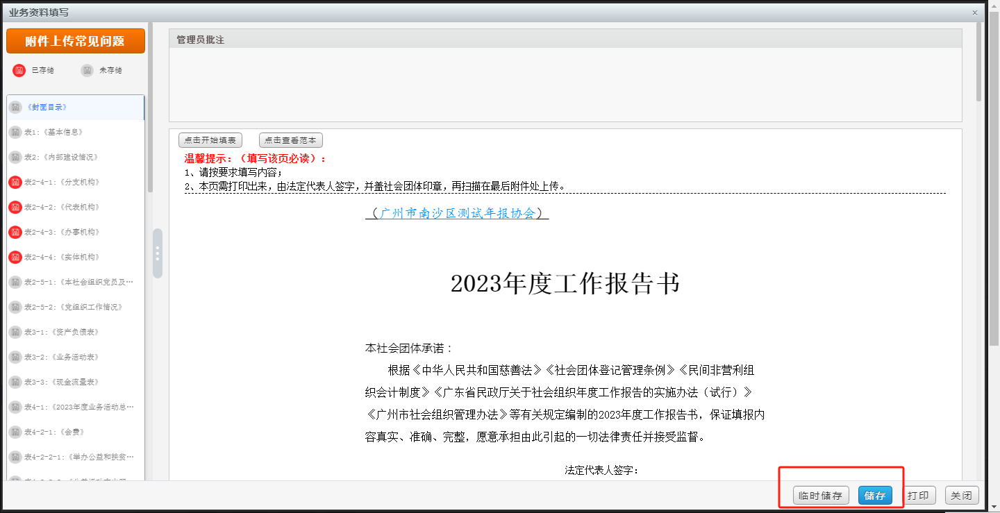 业务资料填写
×
附件上传常见问题
已存储
未存储
《封面目录》
表1:《基本信息》
表2:《内部建设情况》
表2-4-1:《分支机构》
表2-4-2:《代表机构》
表2-4-3:《办事机构》
表2-4-4:《实体机构》
表2-5-1:《本社会组织党员及…
表2-5-2:《党组织工作情况》
表3-1:《资产负债表》
表3-2:《业务活动表》
表3-3:《现金流量表》
表4-1:《2023年度业务活动总…
表4-2-1:《会费》
表4-2-2-1:《举办公益和扶贫…
管理员批注
点击开始填表
点击查看范本
温馨提示：（填写该页必读）：
1、请按要求填写内容；
2、本页需打印出来，由法定代表人签字，并盖社会团体印章，再扫描在最后附件处上传。
（广州市南沙区测试年报协会）
2023年度工作报告书
本社会团体承诺：
根据《中华人民共和国慈善法》《社会团体登记管理条例》《民间非营利组
织会计制度》《广东省民政厅关于社会组织年度工作报告的实施办法（试行）》
《广州市社会组织管理办法》等有关规定编制的2023年度工作报告书，保证填报内
容真实、准确、完整，愿意承担由此引起的一切法律责任并接受监督。
法定代表人签字：
临时储存
储存
打印
关闭